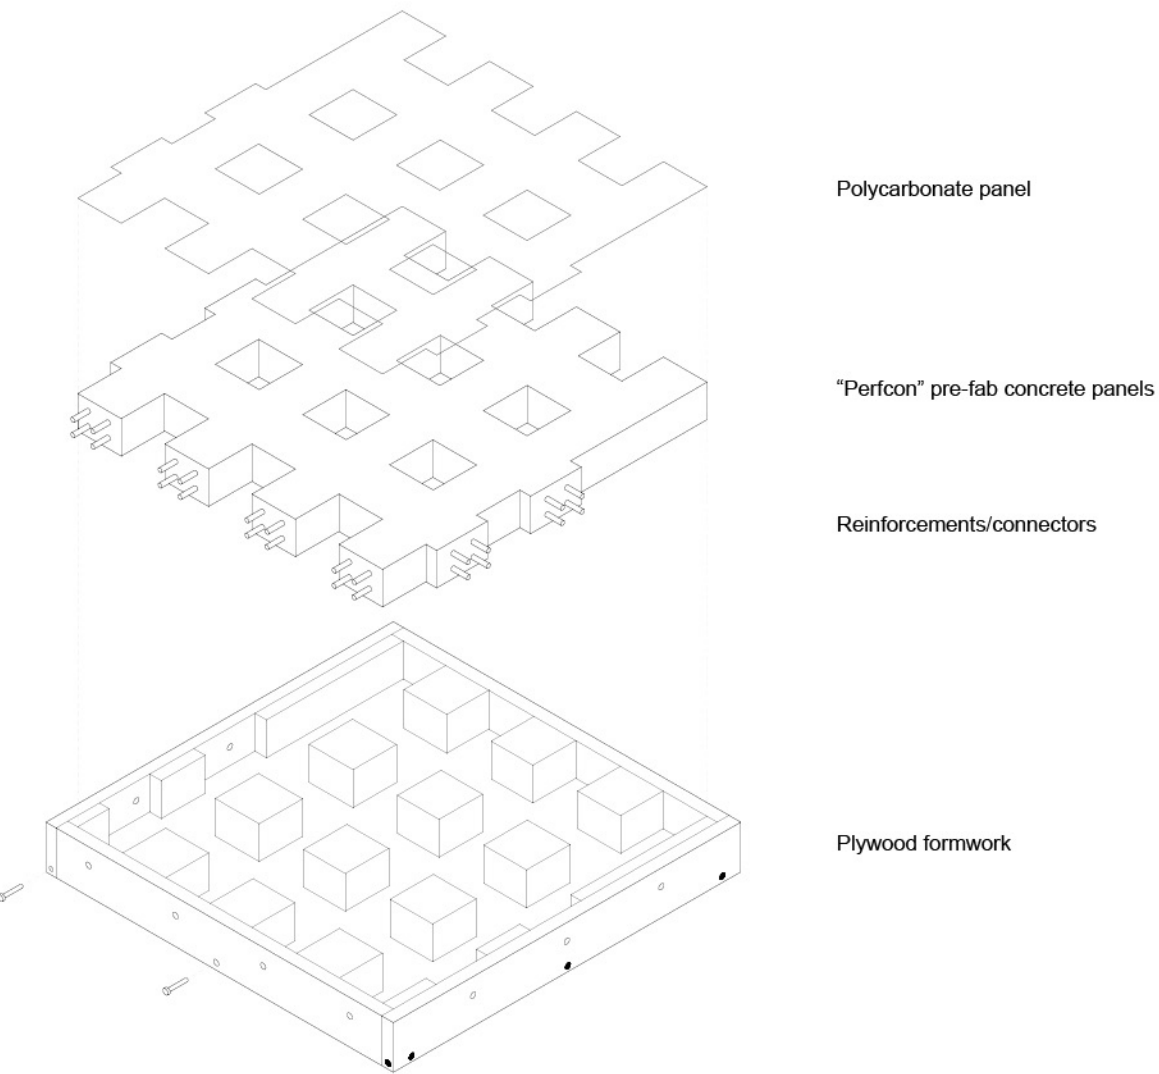 Polycarbonate panel
“Perfcon” pre-fab concrete panels
Reinforcements/connectors
Plywood formwork